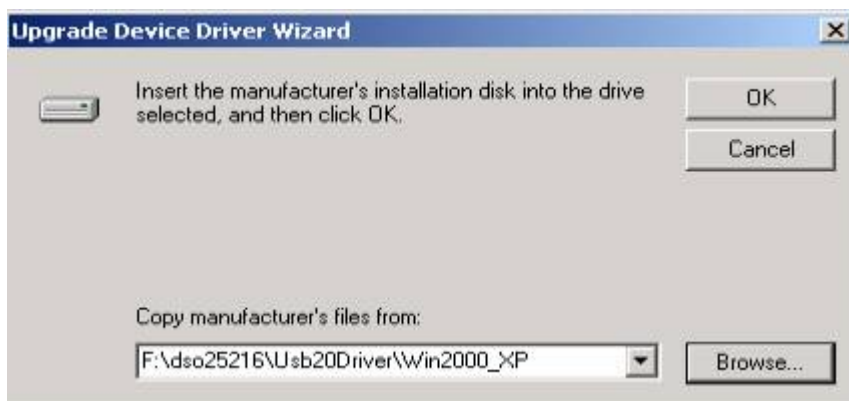 Upgrade Device Driver Wizard
Insert the manufacturer's installation disk into the drive
selected, and then click OK.
OK
Cancel
Copy manufacturer's files from:
F:\dso25216\Usb20Driver\Win2000_XP
Browse...